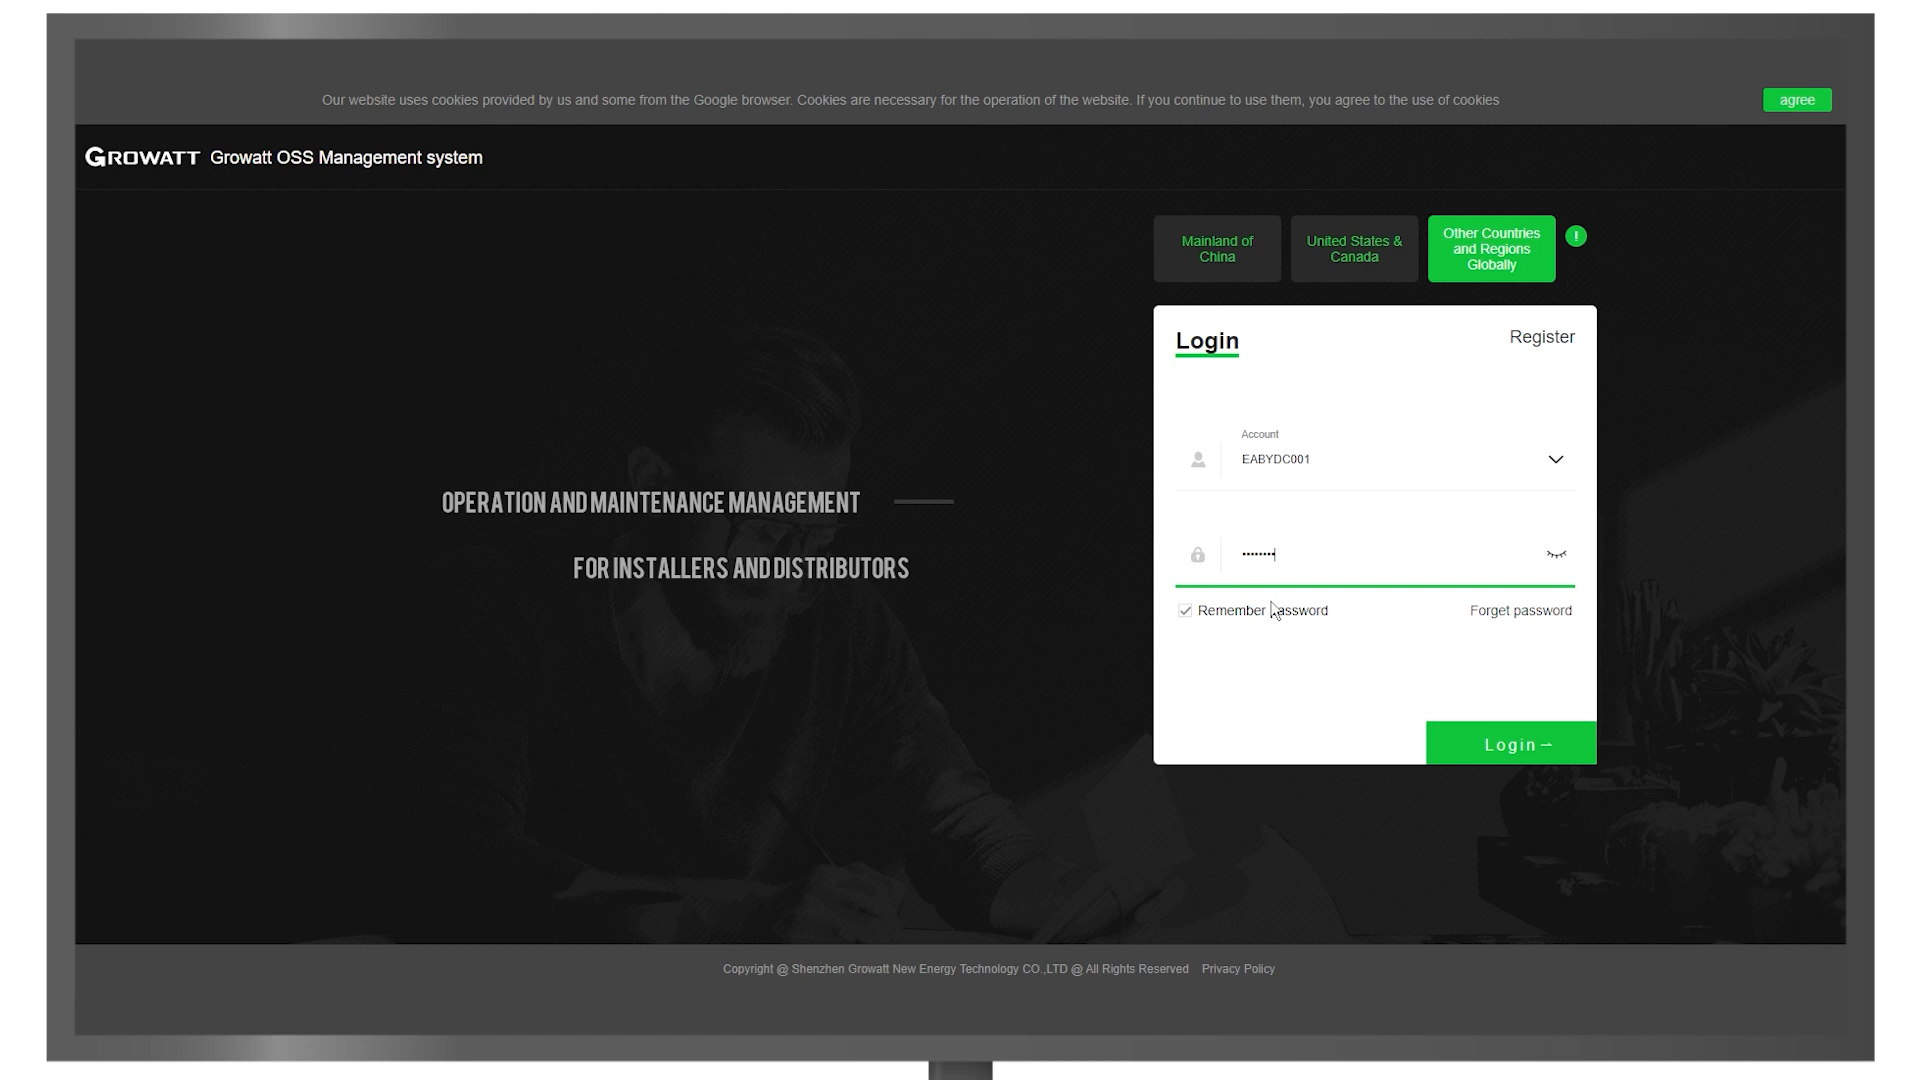 Our website uses cookies provided by us and some from the Google browser. Cookies are necessary for the operation of the website. If you continue to use them, you agree to the use of cookies
agree
GROWATT Growatt OSS Management system
Mainland of
China
United States &
Canada
Other Countries
and Regions
Globally
!
Login
Register
Account
EABYDC001
OPERATION AND MAINTENANCE MANAGEMENT
FOR INSTALLERS AND DISTRIBUTORS
••••••••
Remember password
Forget password
Login
Copyright @ Shenzhen Growatt New Energy Technology CO.,LTD @ All Rights Reserved Privacy Policy